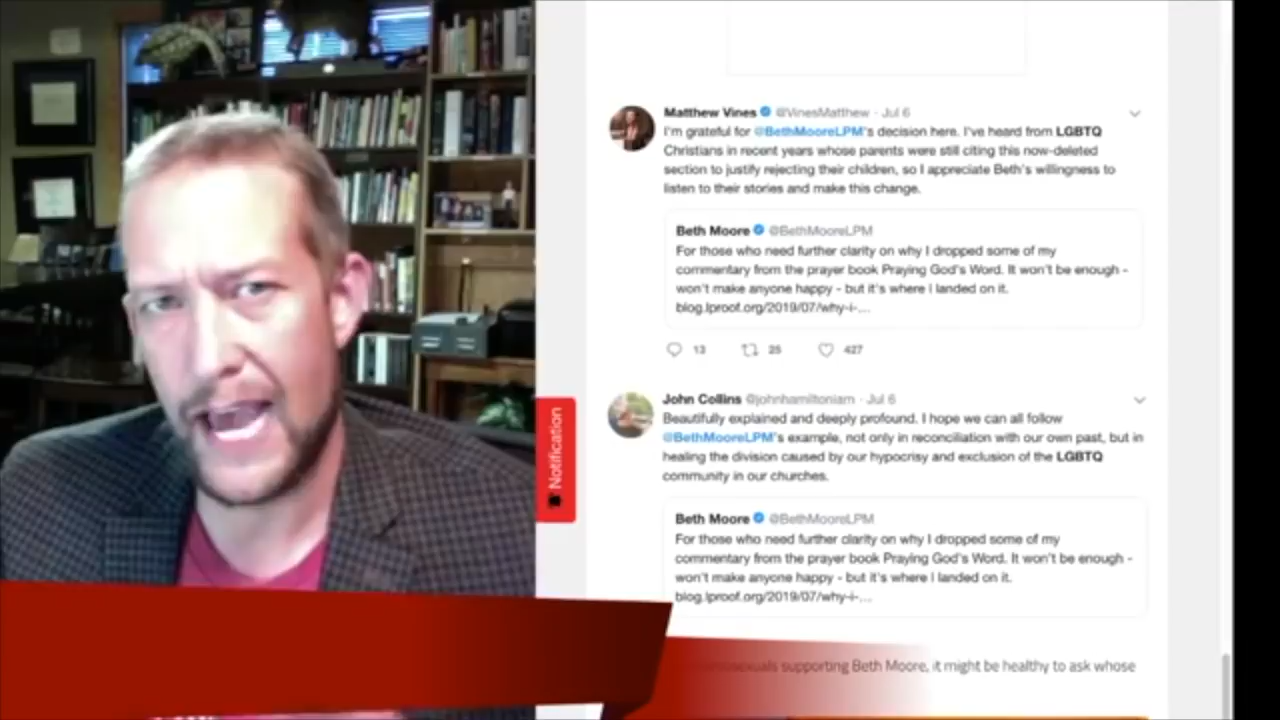 Matthew Vines @VinesMatthew · Jul 6
I'm grateful for @BethMooreLPM's decision here. I've heard from LGBTQ
Christians in recent years whose parents were still citing this now-deleted
section to justify rejecting their children, so I appreciate Beth's willingness to
listen to their stories and make this change.
Beth Moore @BethMooreLPM
For those who need further clarity on why I dropped some of my
commentary from the prayer book Praying God's Word. It won't be enough -
won't make anyone happy - but it's where I landed on it.
blog.lproof.org/2019/07/why-i-...
13 25 427
Notification
John Collins @johnhamiltoniam · Jul 6
Beautifully explained and deeply profound. I hope we can all follow
@BethMooreLPM's example, not only in reconciliation with our own past, but in
healing the division caused by our hypocrisy and exclusion of the LGBTQ
community in our churches.
Beth Moore @BethMooreLPM
For those who need further clarity on why I dropped some of my
commentary from the prayer book Praying God's Word. It won't be enough -
won't make anyone happy - but it's where I landed on it.
blog.lproof.org/2019/07/why-i-...
supporting Beth Moore, it might be healthy to ask whose